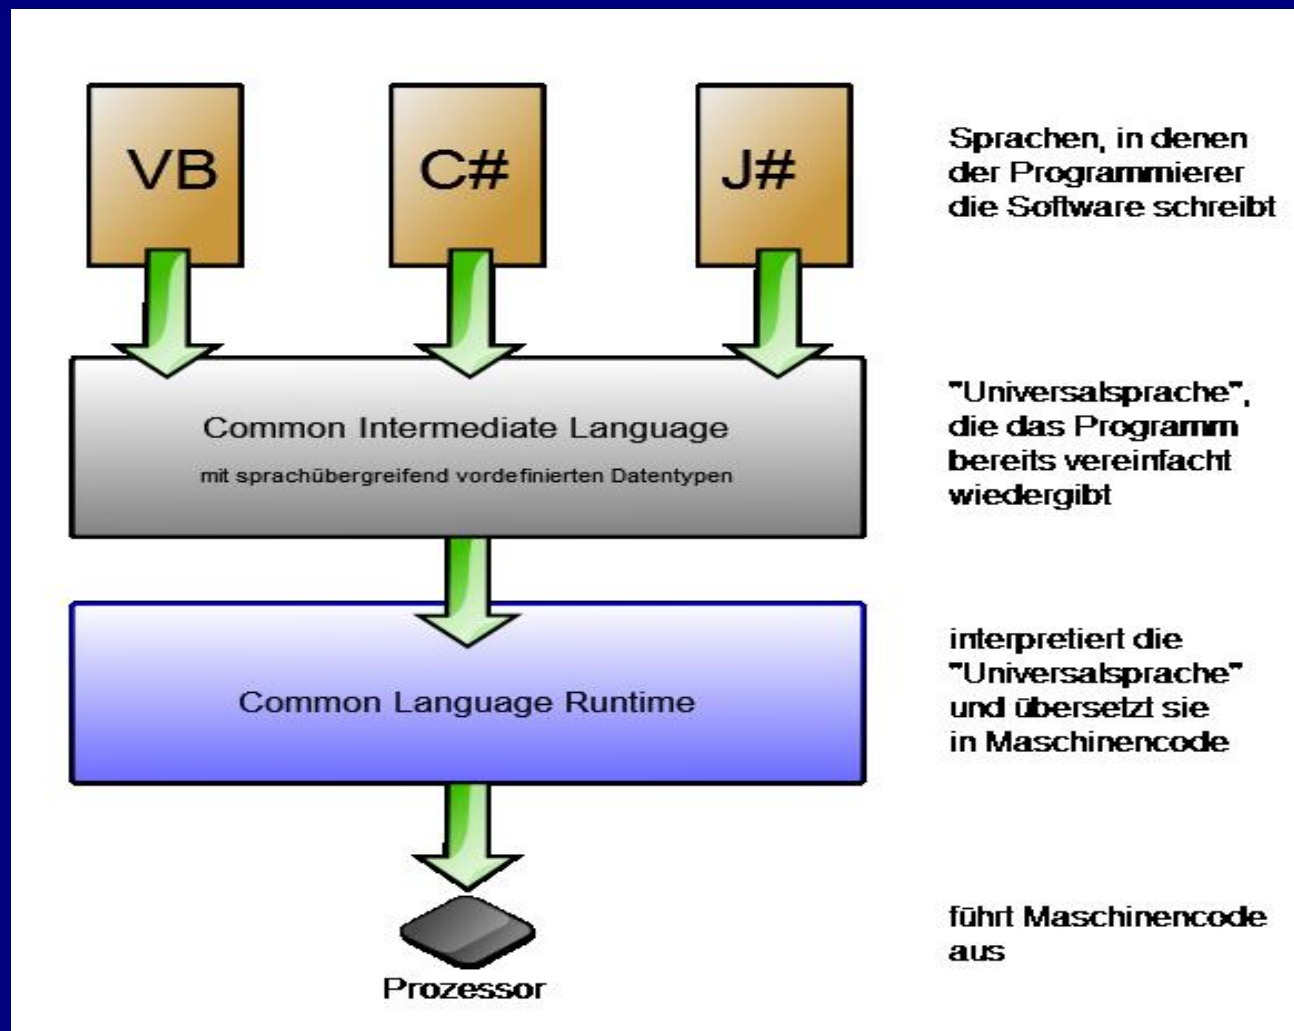 VB
C#
J#
Sprachen, in denen
der Programmierer
die Software schreibt
Common Intermediate Language
mit sprachübergreifend vordefinierten Datentypen
"Universalsprache",
die das Programm
bereits vereinfacht
wiedergibt
Common Language Runtime
interpretiert die
"Universalsprache"
und übersetzt sie
in Maschinencode
Prozessor
führt Maschinencode
aus